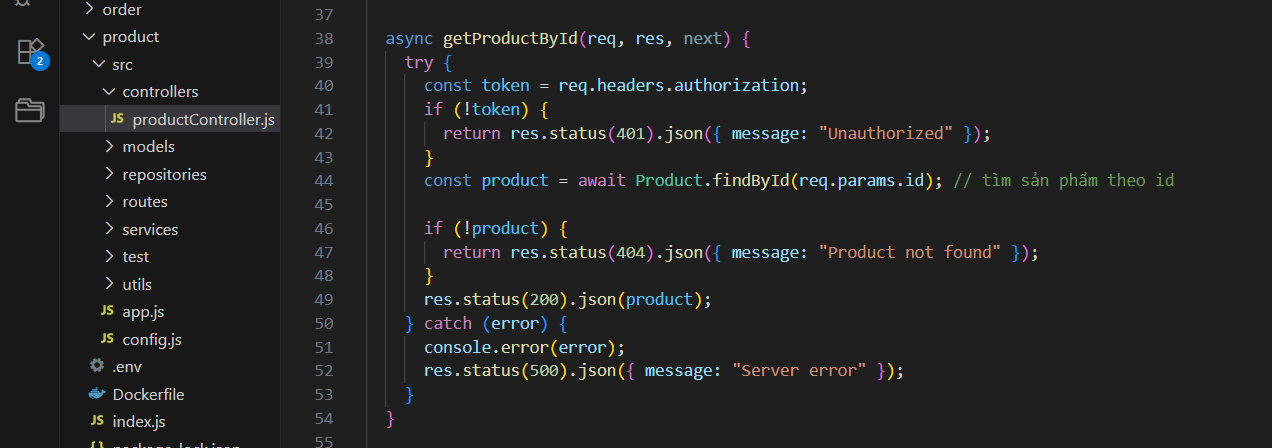 order
product
src
controllers
JS productController.js
models
repositories
routes
services
test
utils
JS app.js
JS config.js
.env
Dockerfile
JS index.js
2
37
38 async getProductById(req, res, next) {
39 try {
40 const token = req.headers.authorization;
41 if (!token) {
42 return res.status(401).json({ message: "Unauthorized" });
43 }
44 const product = await Product.findById(req.params.id); // tìm sản phẩm theo id
45
46 if (!product) {
47 return res.status(404).json({ message: "Product not found" });
48 }
49 res.status(200).json(product);
50 } catch (error) {
51 console.error(error);
52 res.status(500).json({ message: "Server error" });
53 }
54 }
55